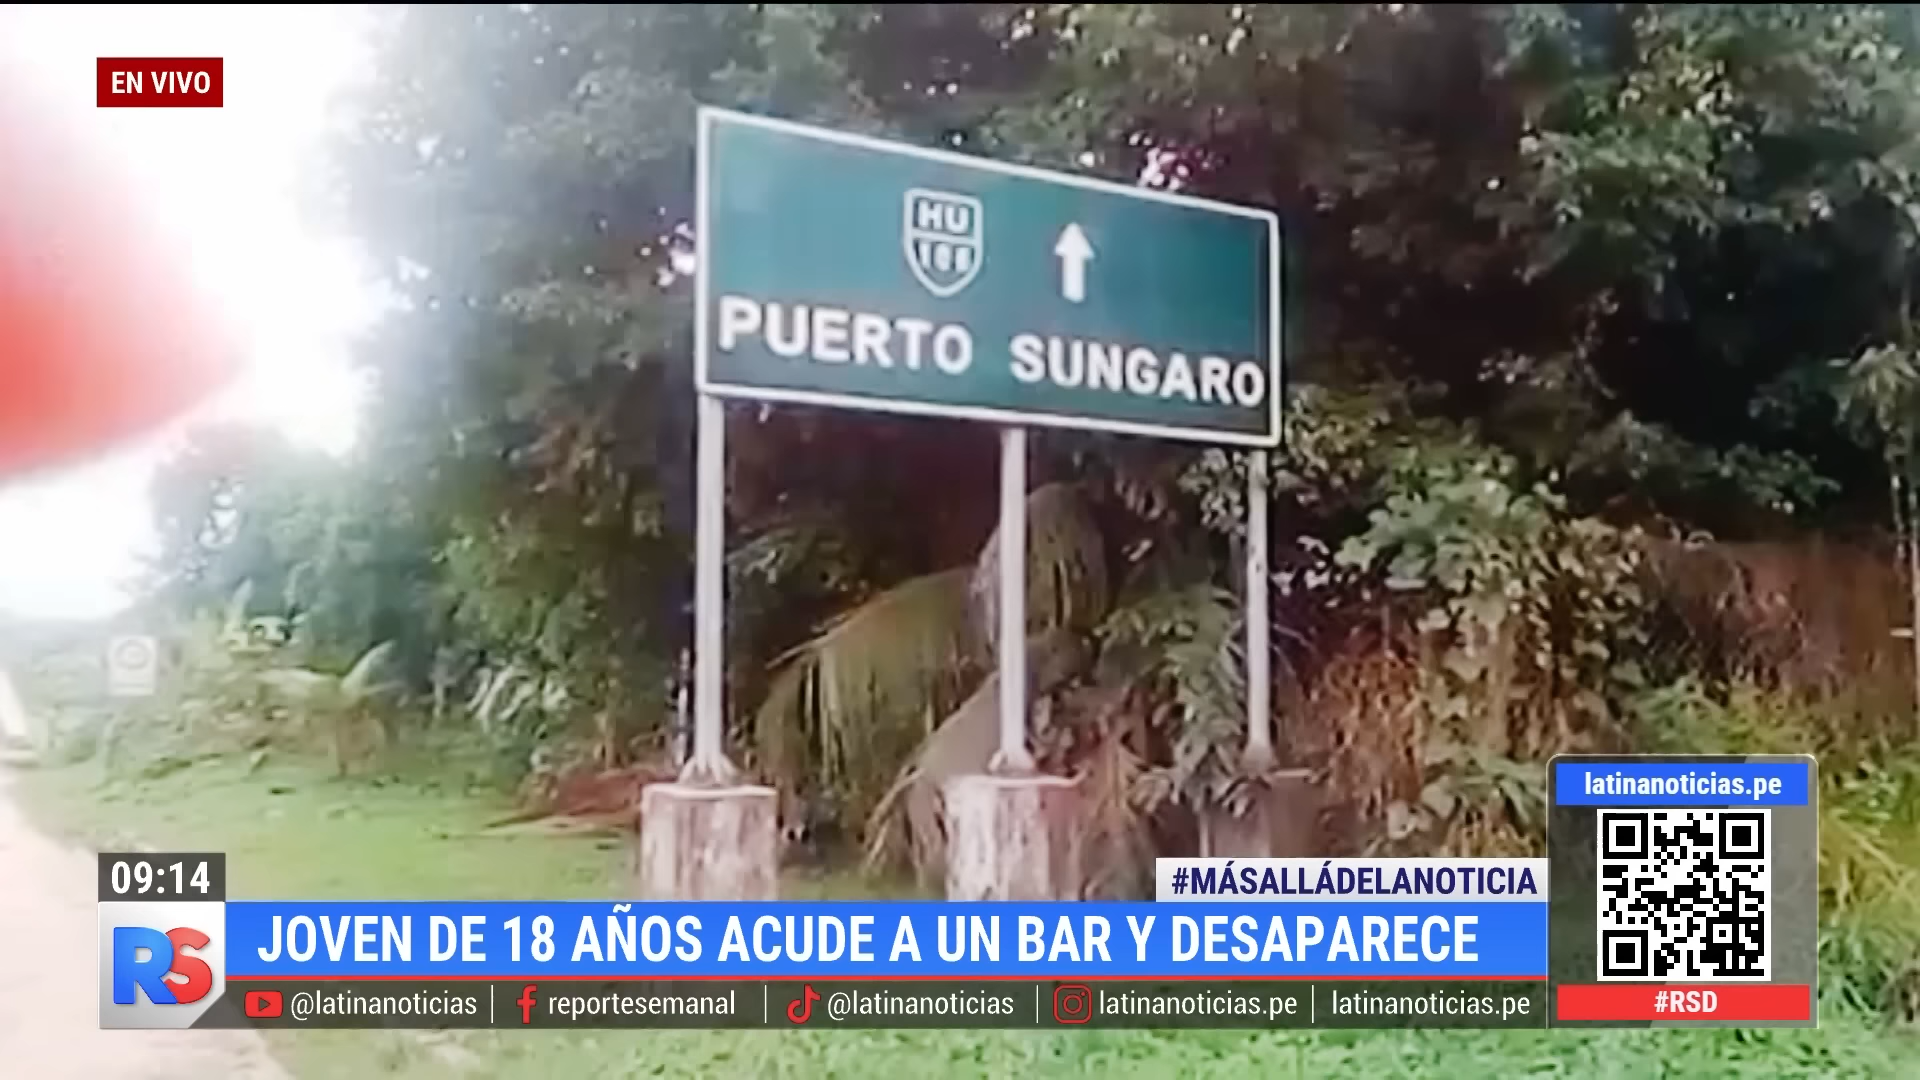 EN VIVO
HU
PUERTO SUNGARO
latinanoticias.pe
09:14
#MÁSALLÁDELANOTICIA
RS
JOVEN DE 18 AÑOS ACUDE A UN BAR Y DESAPARECE
@latinanoticias reportesemanal @latinanoticias latinanoticias.pe latinanoticias.pe
#RSD